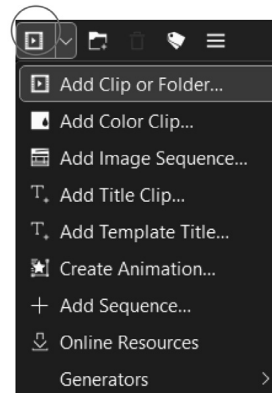 Add Clip or Folder...
Add Color Clip...
Add Image Sequence...
Add Title Clip...
Add Template Title...
Create Animation...
Add Sequence...
Online Resources
Generators